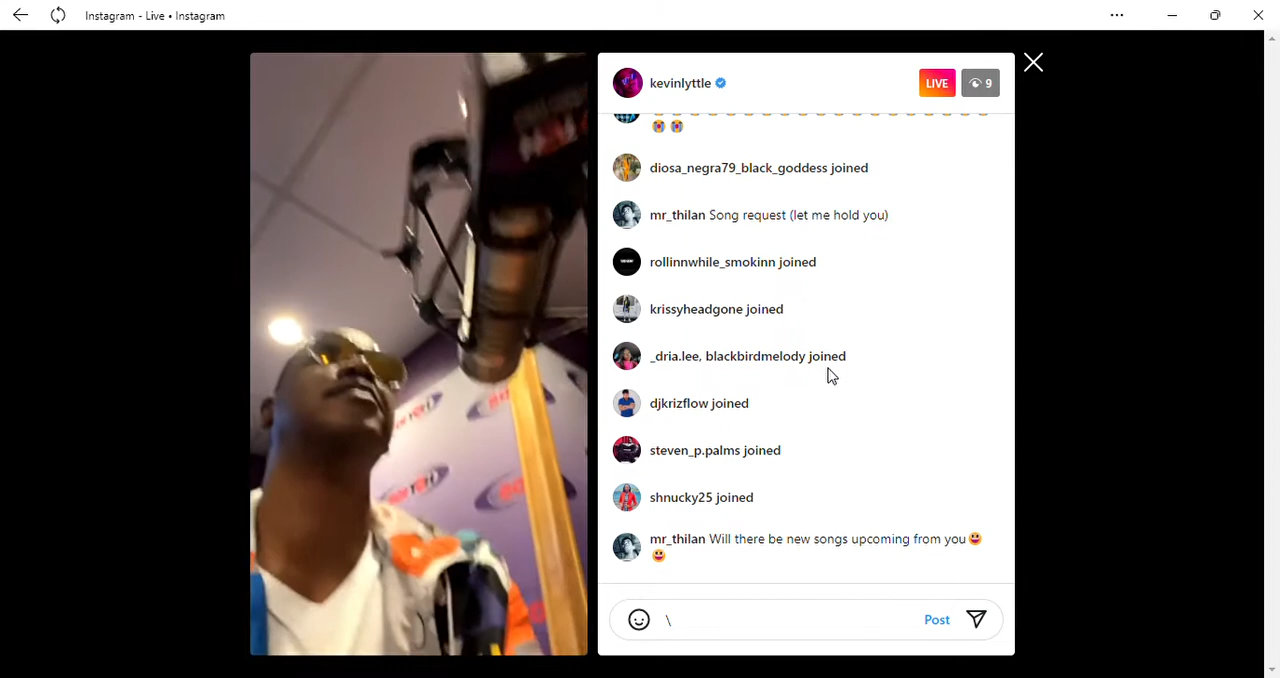 Instagram - Live • Instagram
kevinlyttle
LIVE
9
diosa_negra79_black_goddess joined
mr_thilan Song request (let me hold you)
rollinnwhile_smokinn joined
krissyheadgone joined
_dria.lee, blackbirdmelody joined
djkrizflow joined
steven_p.palms joined
shnucky25 joined
mr_thilan Will there be new songs upcoming from you😃
😃
\
Post